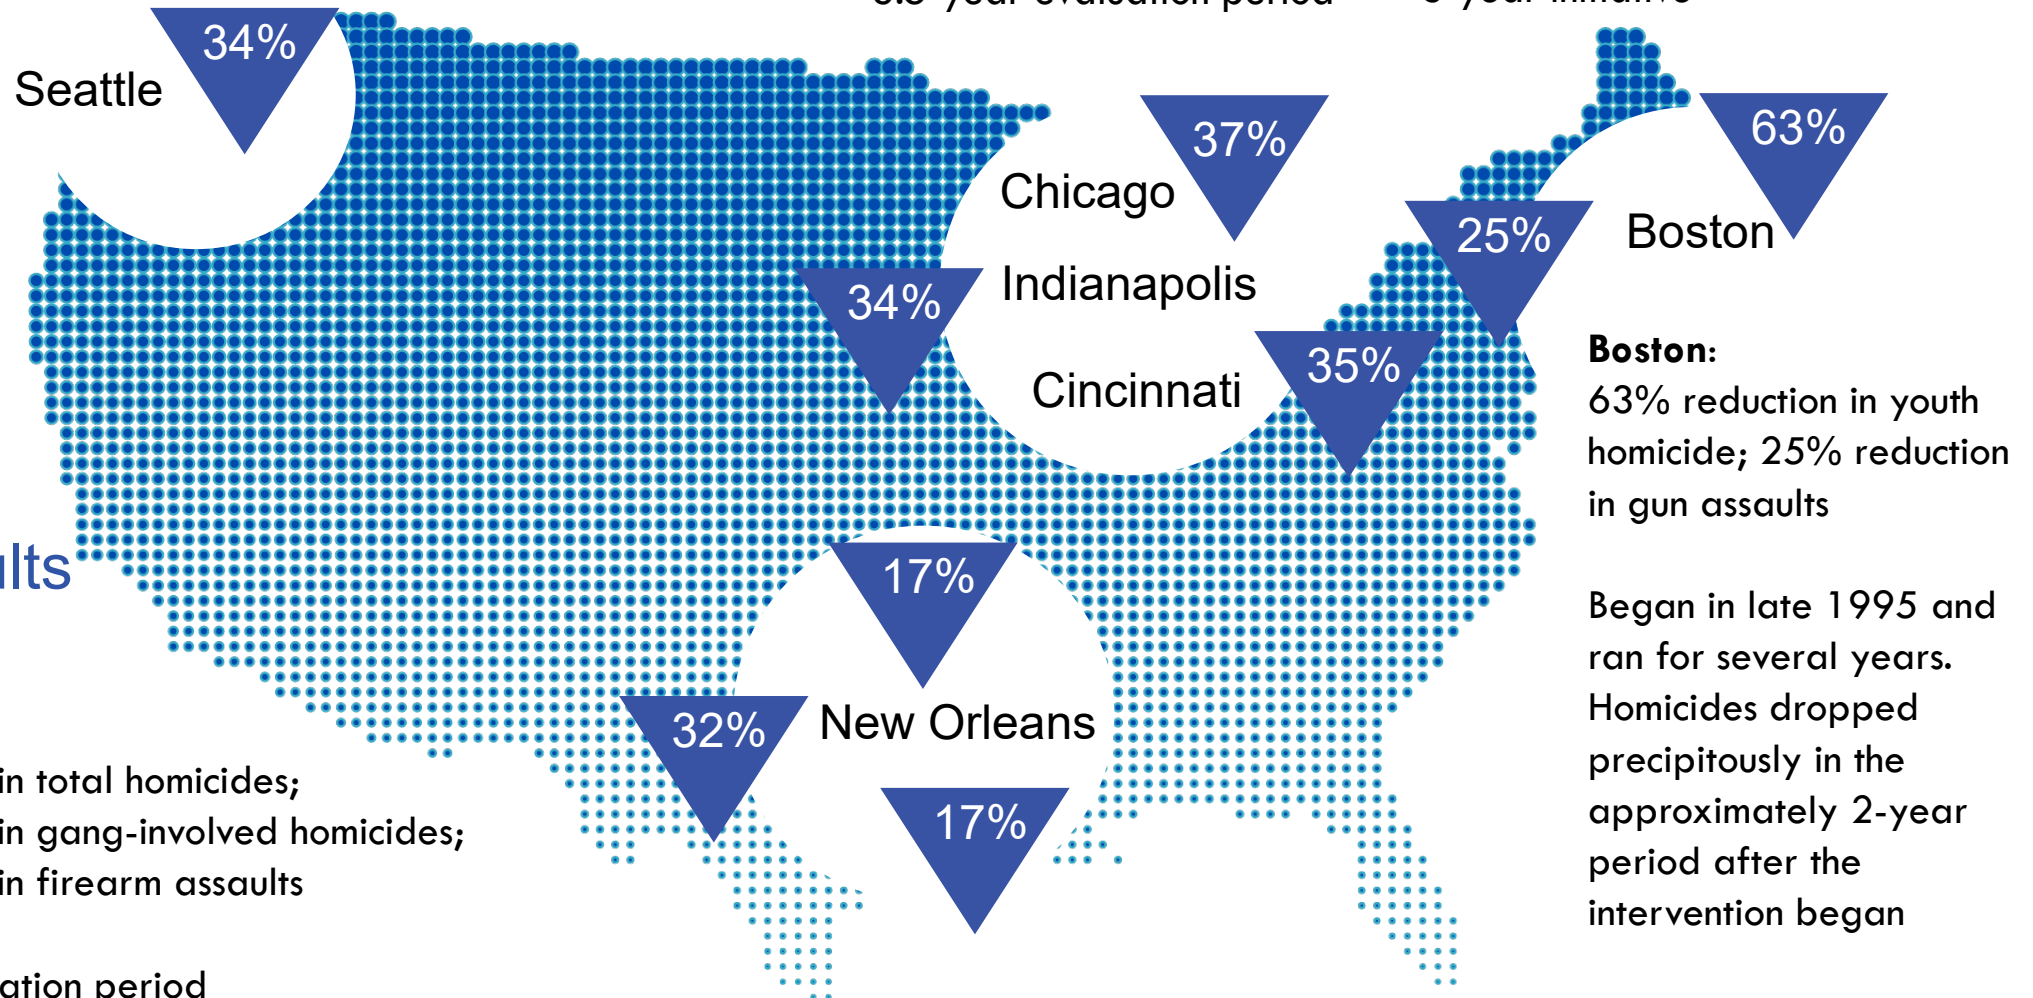 34%
Seattle
37%
63%
Chicago
25%
Boston
Indianapolis
34%
35%
Cincinnati
Boston:
63% reduction in youth
homicide; 25% reduction
in gun assaults
Began in late 1995 and
ran for several years.
Homicides dropped
precipitously in the
approximately 2-year
period after the
intervention began
17%
32%
New Orleans
17%
in total homicides;
in gang-involved homicides;
in firearm assaults
period